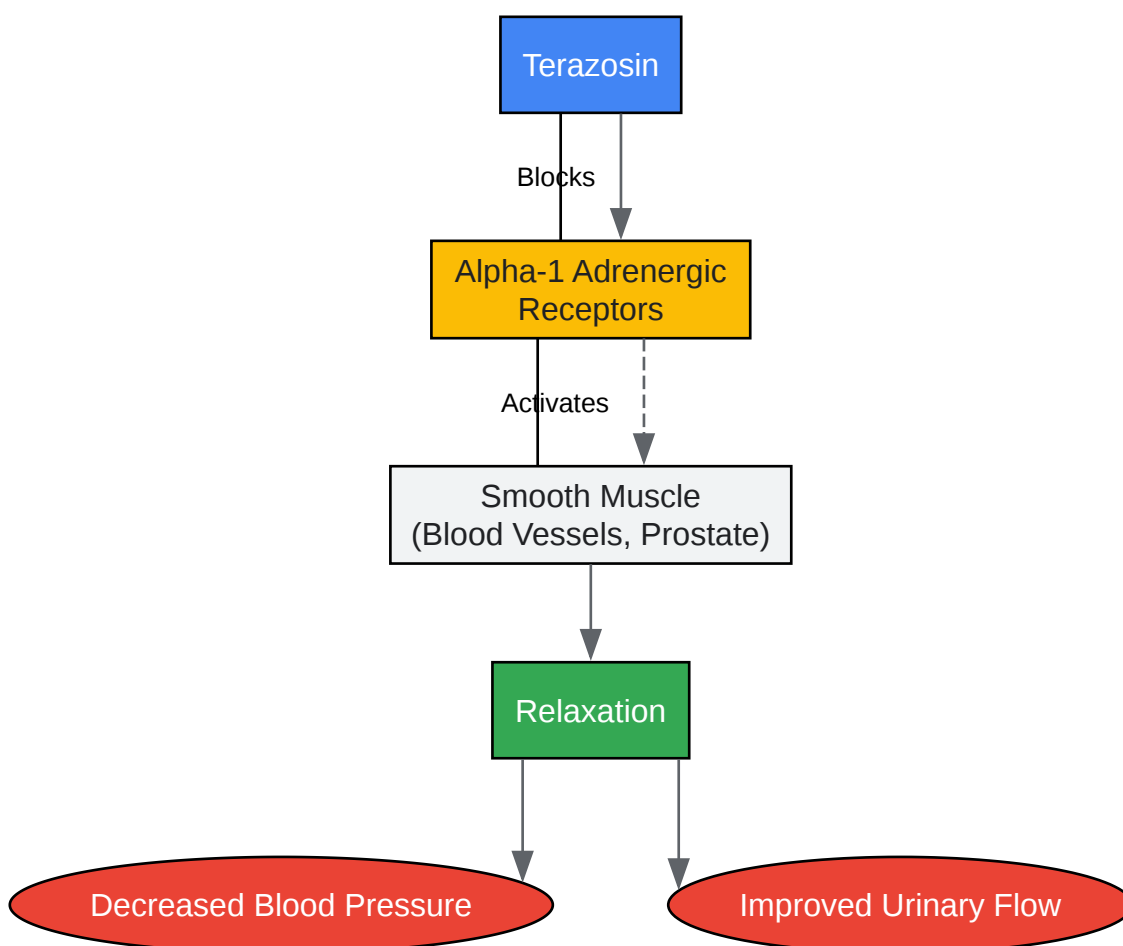 Terazosin
Blocks
Alpha-1 Adrenergic
Receptors
Activates
Smooth Muscle
(Blood Vessels, Prostate)
Relaxation
Decreased Blood Pressure
Improved Urinary Flow